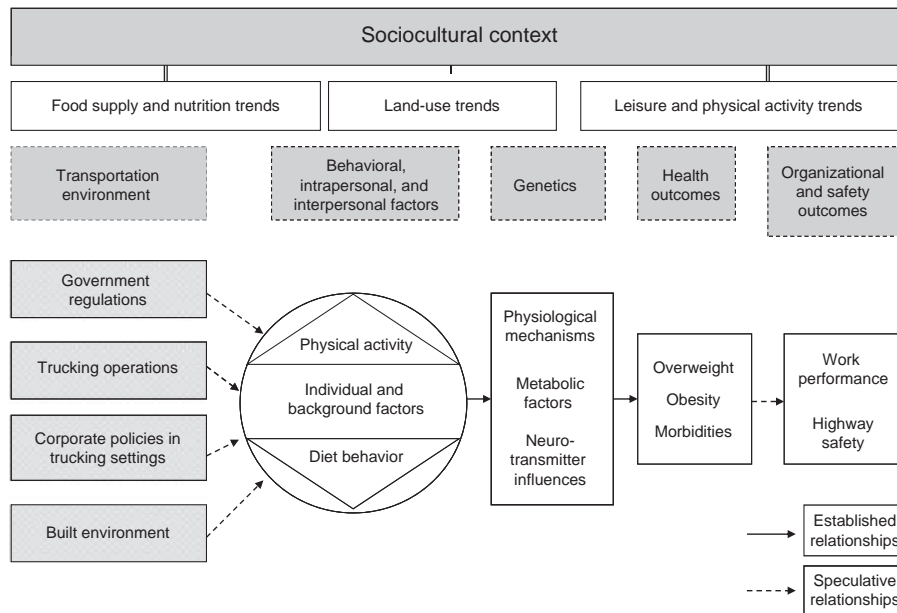 Sociocultural context
Food supply and nutrition trends
Land-use trends
Leisure and physical activity trends
Transportation
environment
Behavioral,
intrapersonal, and
interpersonal factors
Genetics
Health
outcomes
Organizational
and safety
outcomes
Government
regulations
Trucking operations
Corporate policies in
trucking settings
Built environment
Physical activity
Individual and
background factors
Diet behavior
Physiological
mechanisms
Metabolic
factors
Neuro-
transmitter
influences
Overweight
Obesity
Morbidities
Work
performance
Highway
safety
Established
relationships
Speculative
relationships